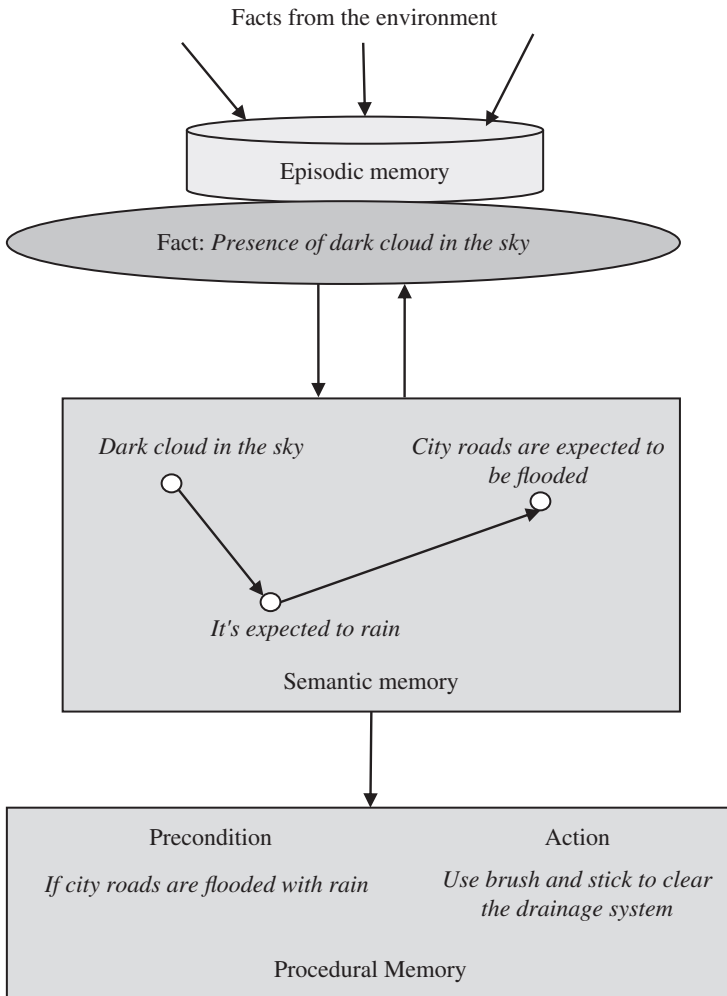 Facts from the environment
Episodic memory
Fact: Presence of dark cloud in the sky
Dark cloud in the sky
City roads are expected to
be flooded
It's expected to rain
Semantic memory
Precondition
Action
If city roads are flooded with rain
Use brush and stick to clear
the drainage system
Procedural Memory